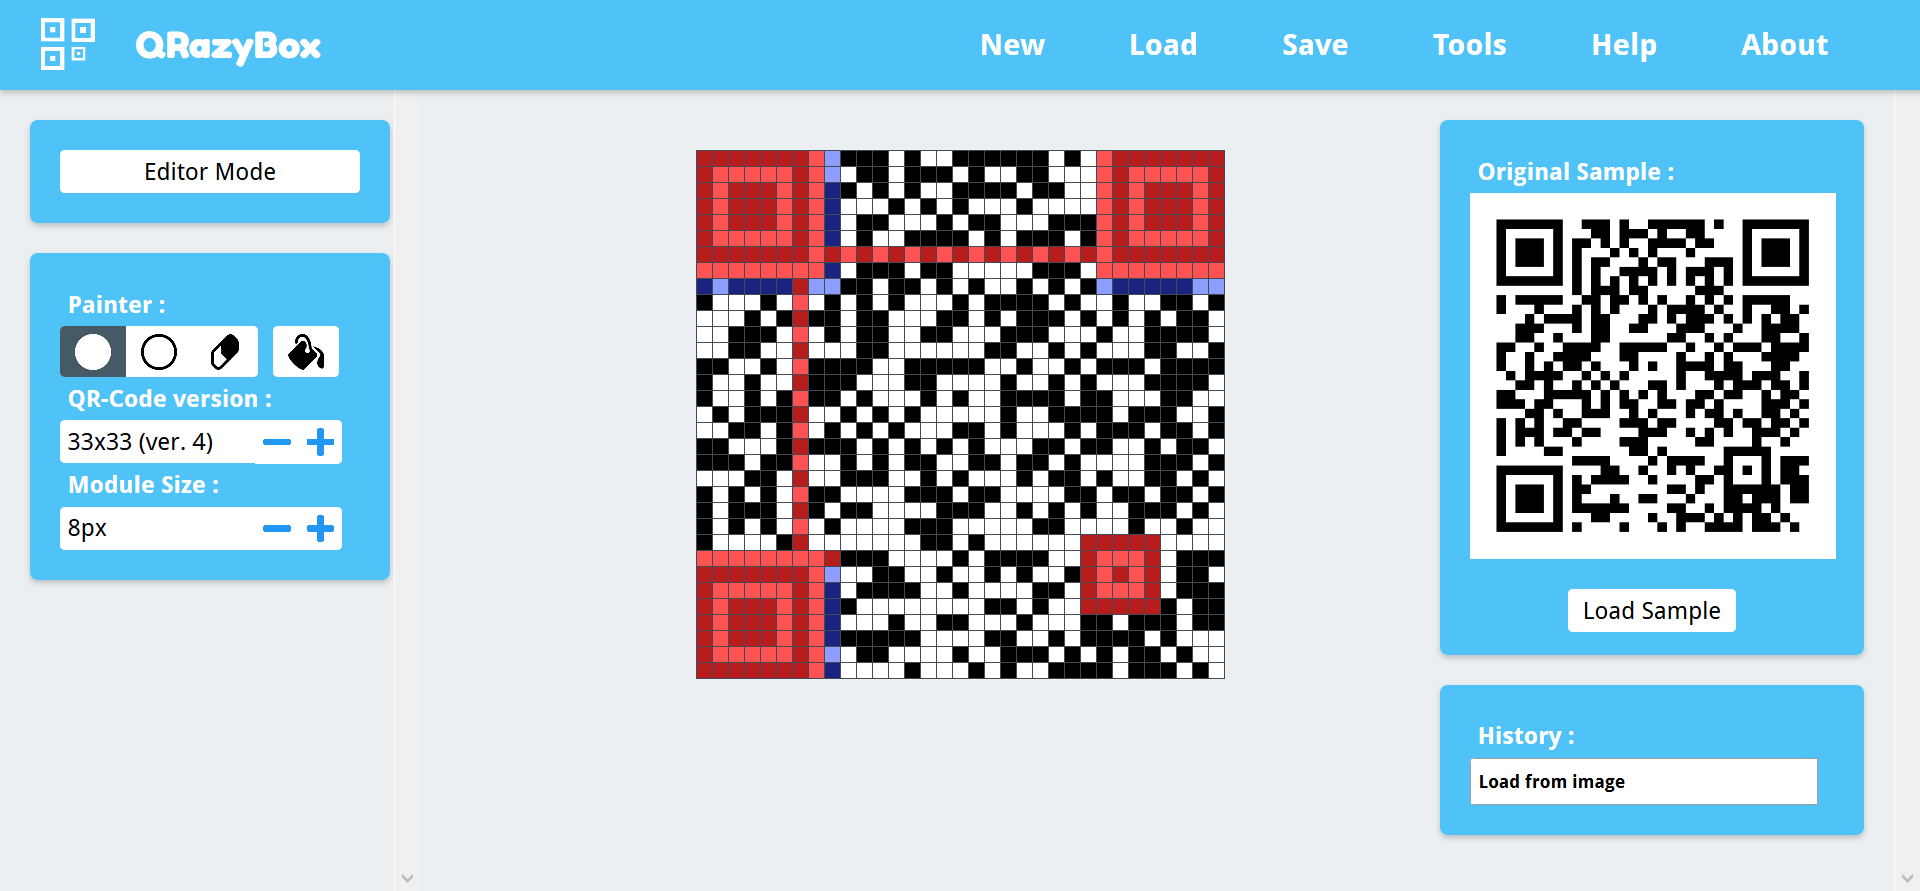 QRazyBox
New
Load
Save
Tools
Help
About
Editor Mode
Painter :
QR-Code version :
33x33 (ver. 4)
Module Size :
8px
Original Sample :
Load Sample
History :
Load from image